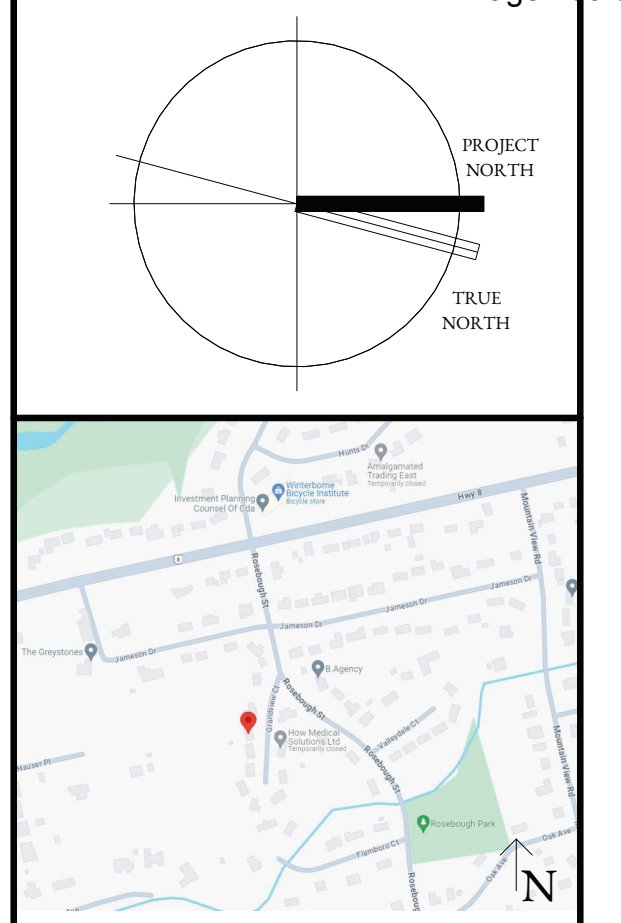 PROJECT
NORTH
TRUE
NORTH
Hunts Dr
Amalgamated
Trading East
Temporarily closed
Winterborne
Bicycle Institute
Bicycle store
Investment Planning
Counsel Of Cda
Hwy 8
8
Mountain View Rd
Rosebough St
Jameson Dr
Jameson Dr
Jameson Dr
The Greystones
Jameson Dr
B.Agency
Grandview Ct
Rosebough St
How Medical
Solutions Ltd
Temporarily closed
Valleydale Ct
Rosebough St
Hauser Pl
Mountain View Rd
Rosebough Park
Oak Ave
Flamboro Ct
Oak Ave
N
Ave